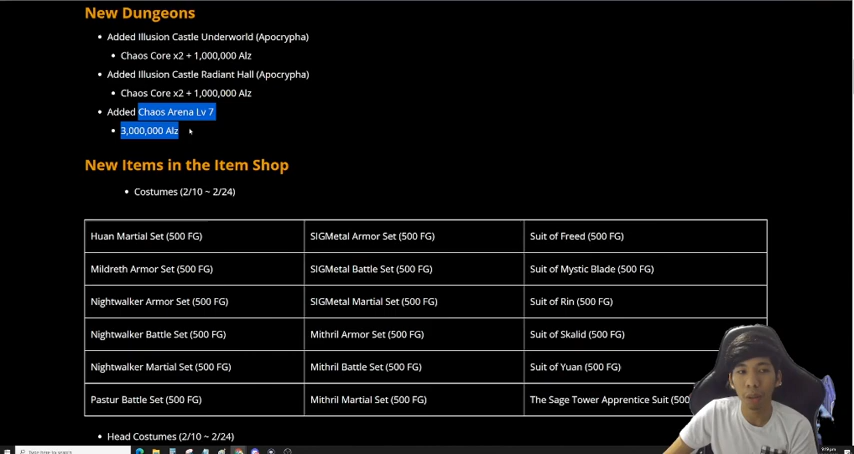 New Dungeons
Added Illusion Castle Underworld (Apocrypha)
Chaos Core x2 + 1,000,000 Alz
Added Illusion Castle Radiant Hall (Apocrypha)
Chaos Core x2 + 1,000,000 Alz
Added Chaos Arena Lv 7
3,000,000 Alz
New Items in the Item Shop
Costumes (2/10 ~ 2/24)
Huan Martial Set (500 FG) SIGMetal Armor Set (500 FG) Suit of Freed (500 FG)
Mildreth Armor Set (500 FG) SIGMetal Battle Set (500 FG) Suit of Mystic Blade (500 FG)
Nightwalker Armor Set (500 FG) SIGMetal Martial Set (500 FG) Suit of Rin (500 FG)
Nightwalker Battle Set (500 FG) Mithril Armor Set (500 FG) Suit of Skalid (500 FG)
Nightwalker Martial Set (500 FG) Mithril Battle Set (500 FG) Suit of Yuan (500 FG)
Pastur Battle Set (500 FG) Mithril Martial Set (500 FG) The Sage Tower Apprentice Suit (500
Head Costumes (2/10 ~ 2/24)
Type here to search